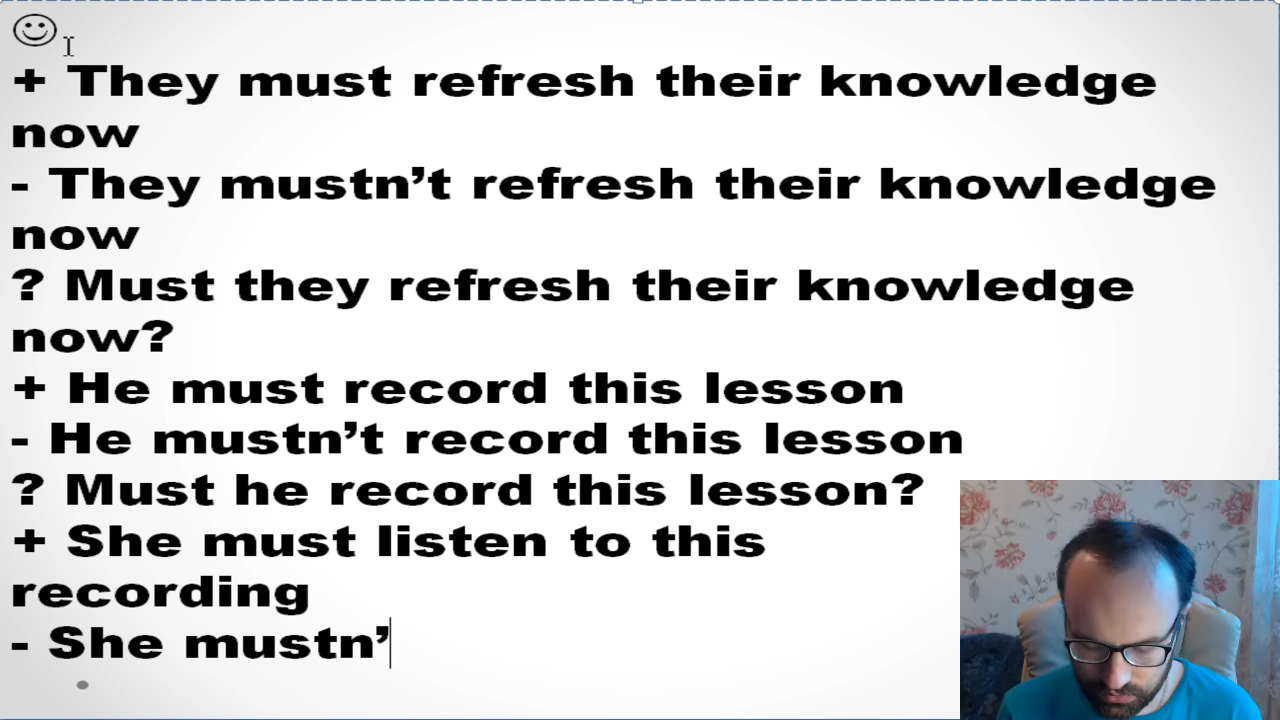 + They must refresh their knowledge
now
- They mustn’t refresh their knowledge
now
? Must they refresh their knowledge
now?
+ He must record this lesson
- He mustn’t record this lesson
? Must he record this lesson?
+ She must listen to this
recording
- She mustn’